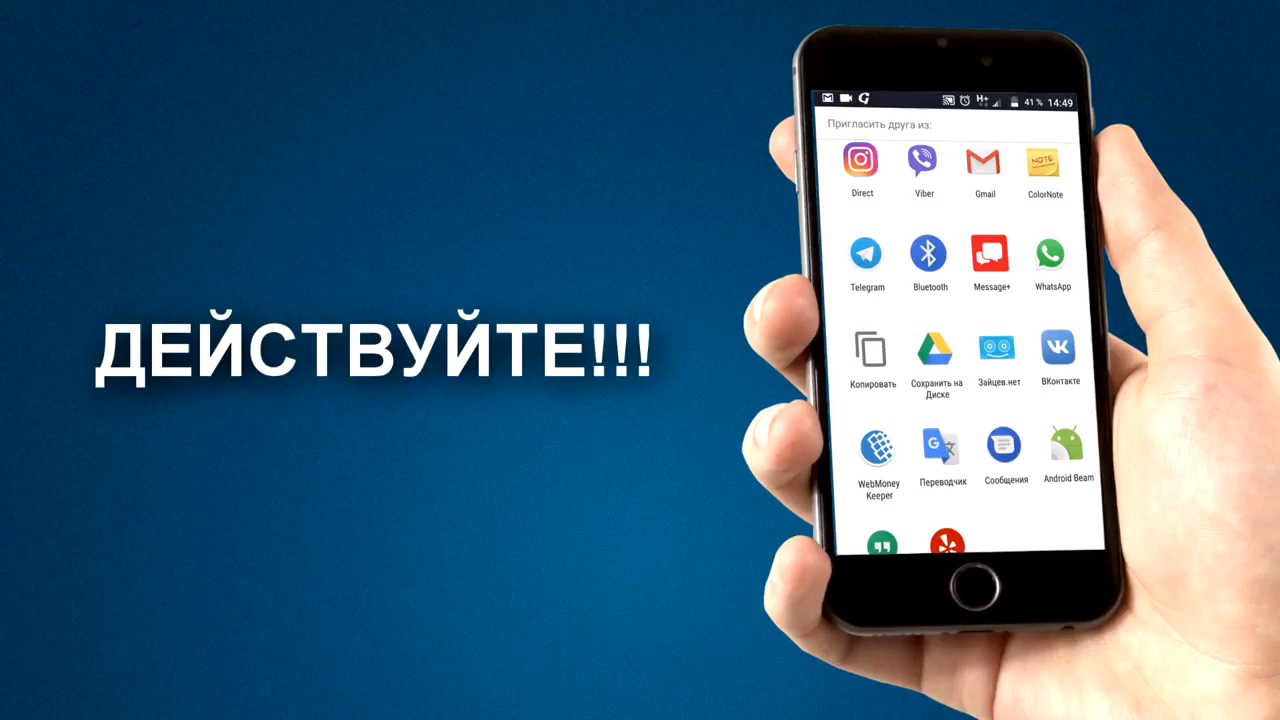 ДЕЙСТВУЙТЕ!!!
H+ 41 % 14:49
Пригласить друга из:
Direct Viber Gmail ColorNote
NOTE
Telegram Bluetooth Message+ WhatsApp
Копировать Сохранить на Диске Зайцев.нет ВКонтакте
WebMoney Keeper Переводчик Сообщения Android Beam